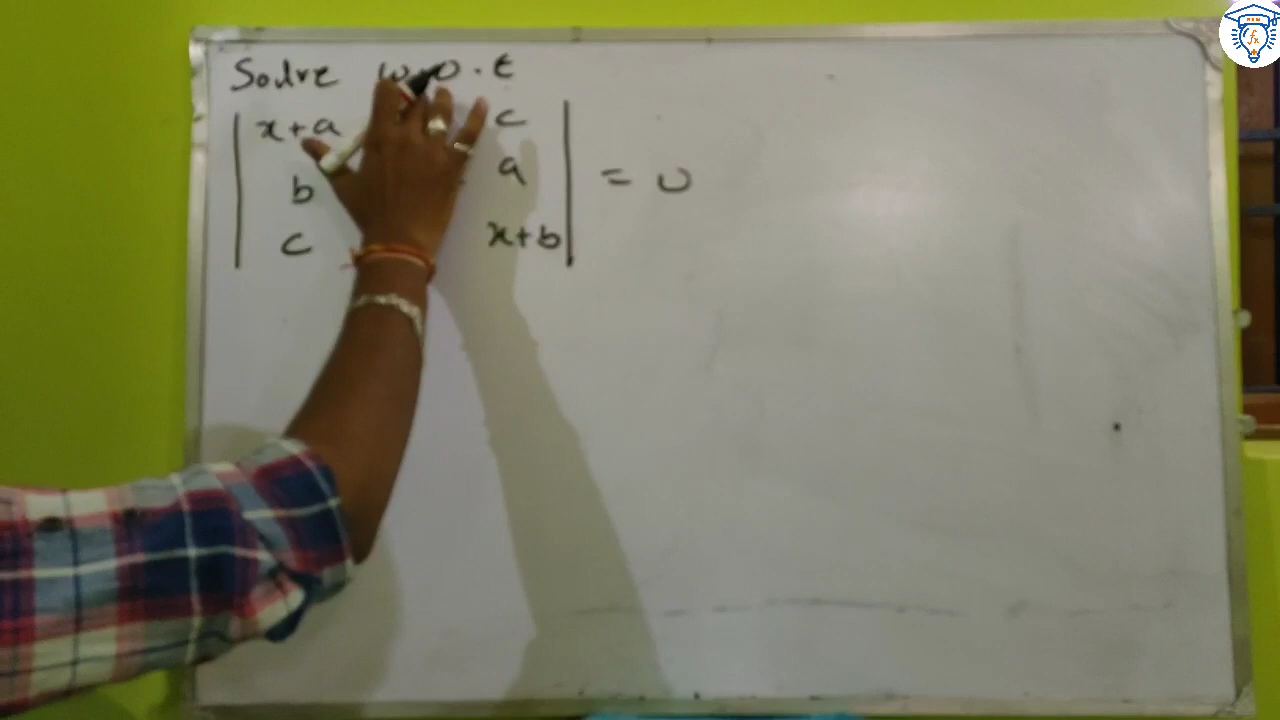 Solve w.o.t
x+a c
b a = 0
c x+b